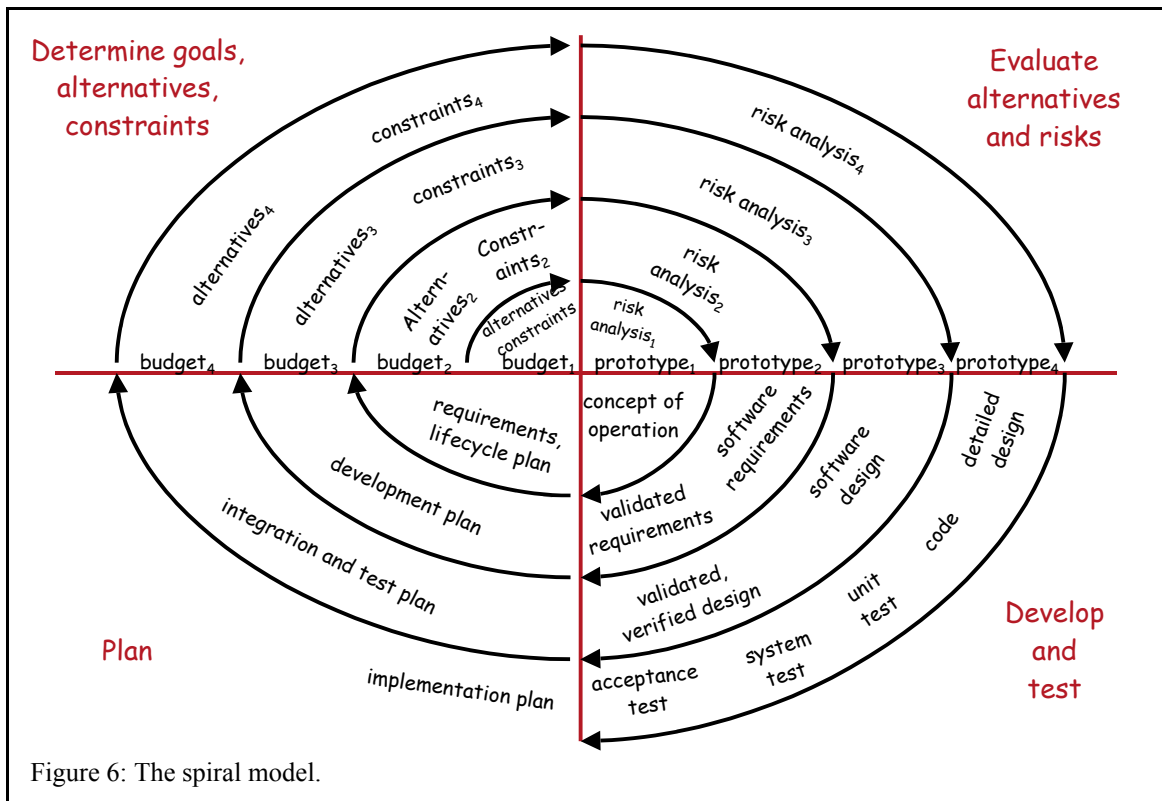 Determine goals,
alternatives,
constraints
Evaluate
alternatives
and risks
constraints₄
alternatives₄
risk analysis₄
constraints₃
alternatives₃
risk analysis₃
Constr-
aints₂
Altern-
atives₂
risk
analysis₂
alternatives
constraints
risk
analysis₁
budget₄
budget₃
budget₂
budget₁
prototype₁
prototype₂
prototype₃
prototype₄
requirements,
lifecycle plan
concept of
operation
development plan
software
requirements
validated
requirements
integration and test plan
software
design
validated,
verified design
implementation plan
detailed
design
code
unit
test
system
test
acceptance
test
Plan
Develop
and
test
Figure 6: The spiral model.